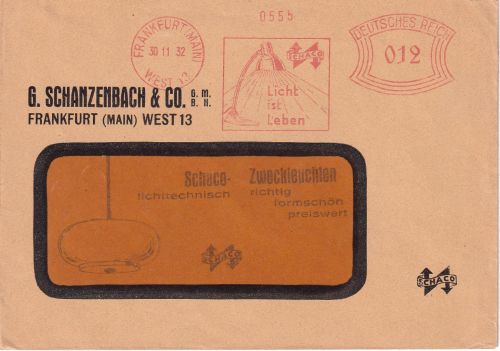 0555
FRANKFURT (MAIN)
30 11 32
WEST 13
SCHACO
Licht
ist
Leben
DEUTSCHES REICH
012
G. SCHANZENBACH & CO. G. M. B. H.
FRANKFURT (MAIN) WEST 13
Schaco- Zweckleuchten
lichttechnisch richtig
formschön
preiswert
SCHACO
SCHACO